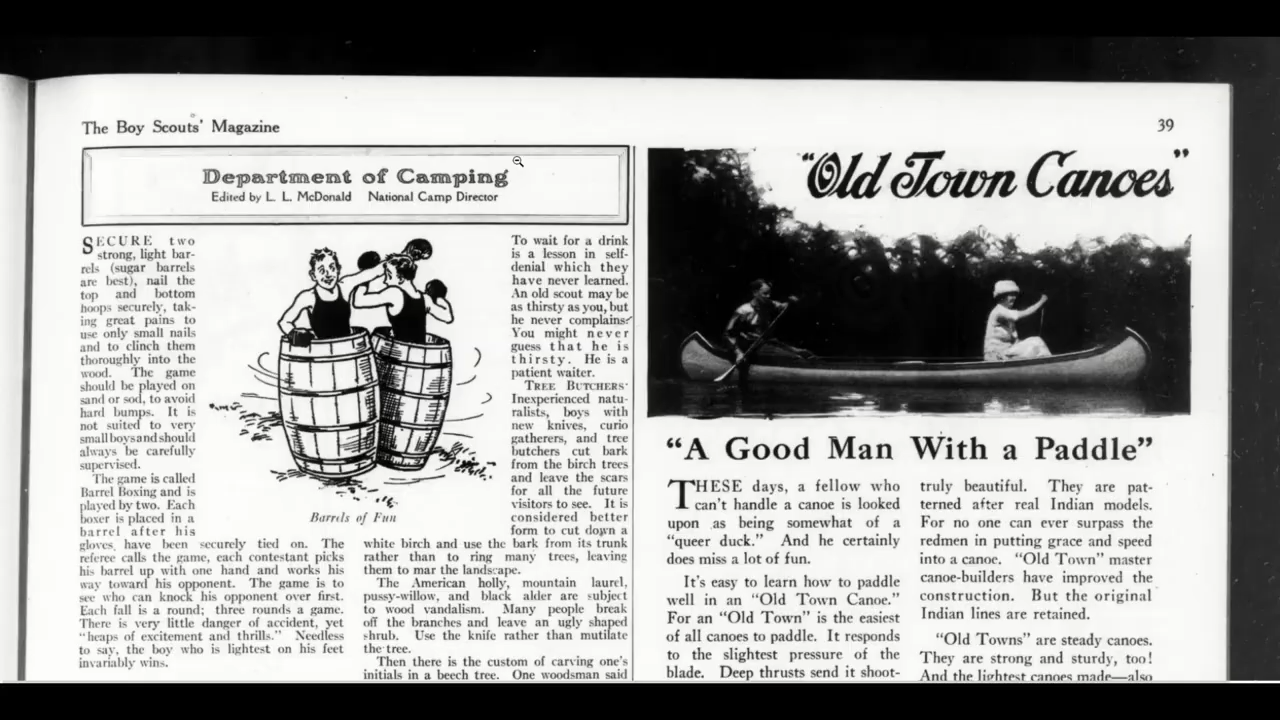 The Boy Scouts' Magazine
39
Department of Camping
Edited by L. L. McDonald National Camp Director
SECURE two
strong, light bar-
rels (sugar barrels
are best), nail the
top and bottom
hoops securely, tak-
ing great pains to
use only small nails
and to clinch them
thoroughly into the
wood. The game
should be played on
sand or sod, to avoid
hard bumps. It is
not suited to very
small boys and should
always be carefully
supervised.
The game is called
Barrel Boxing and is
played by two. Each
boxer is placed in a
barrel after his
gloves have been securely tied on. The
referee calls the game, each contestant picks
his barrel up with one hand and works his
way toward his opponent. The game is to
see who can knock his opponent over first.
Each fall is a round; three rounds a game.
There is very little danger of accident, yet
"heaps of excitement and thrills." Needless
to say, the boy who is lightest on his feet
invariably wins.
Barrels of Fun
To wait for a drink
is a lesson in self-
denial which they
have never learned.
An old scout may be
as thirsty as you, but
he never complains.
You might never
guess that he is
thirsty. He is a
patient waiter.
TREE BUTCHERS
Inexperienced natu-
ralists, boys with
new knives, curio
gatherers, and tree
butchers cut bark
from the birch trees
and leave the scars
for all the future
visitors to see. It is
considered better
form to cut down a
white birch and use the bark from its trunk
rather than to ring many trees, leaving
them to mar the landscape.
The American holly, mountain laurel,
pussy-willow, and black alder are subject
to wood vandalism. Many people break
off the branches and leave an ugly shaped
shrub. Use the knife rather than mutilate
the tree.
Then there is the custom of carving one's
initials in a beech tree. One woodsman said
"Old Town Canoes"
"A Good Man With a Paddle"
THESE days, a fellow who
can't handle a canoe is looked
upon as being somewhat of a
"queer duck." And he certainly
does miss a lot of fun.
It's easy to learn how to paddle
well in an "Old Town Canoe."
For an "Old Town" is the easiest
of all canoes to paddle. It responds
to the slightest pressure of the
blade. Deep thrusts send it shoot-
truly beautiful. They are pat-
terned after real Indian models.
For no one can ever surpass the
redmen in putting grace and speed
into a canoe. "Old Town" master
canoe-builders have improved the
construction. But the original
Indian lines are retained.
"Old Towns" are steady canoes.
They are strong and sturdy, too!
And the lightest canoes made—also